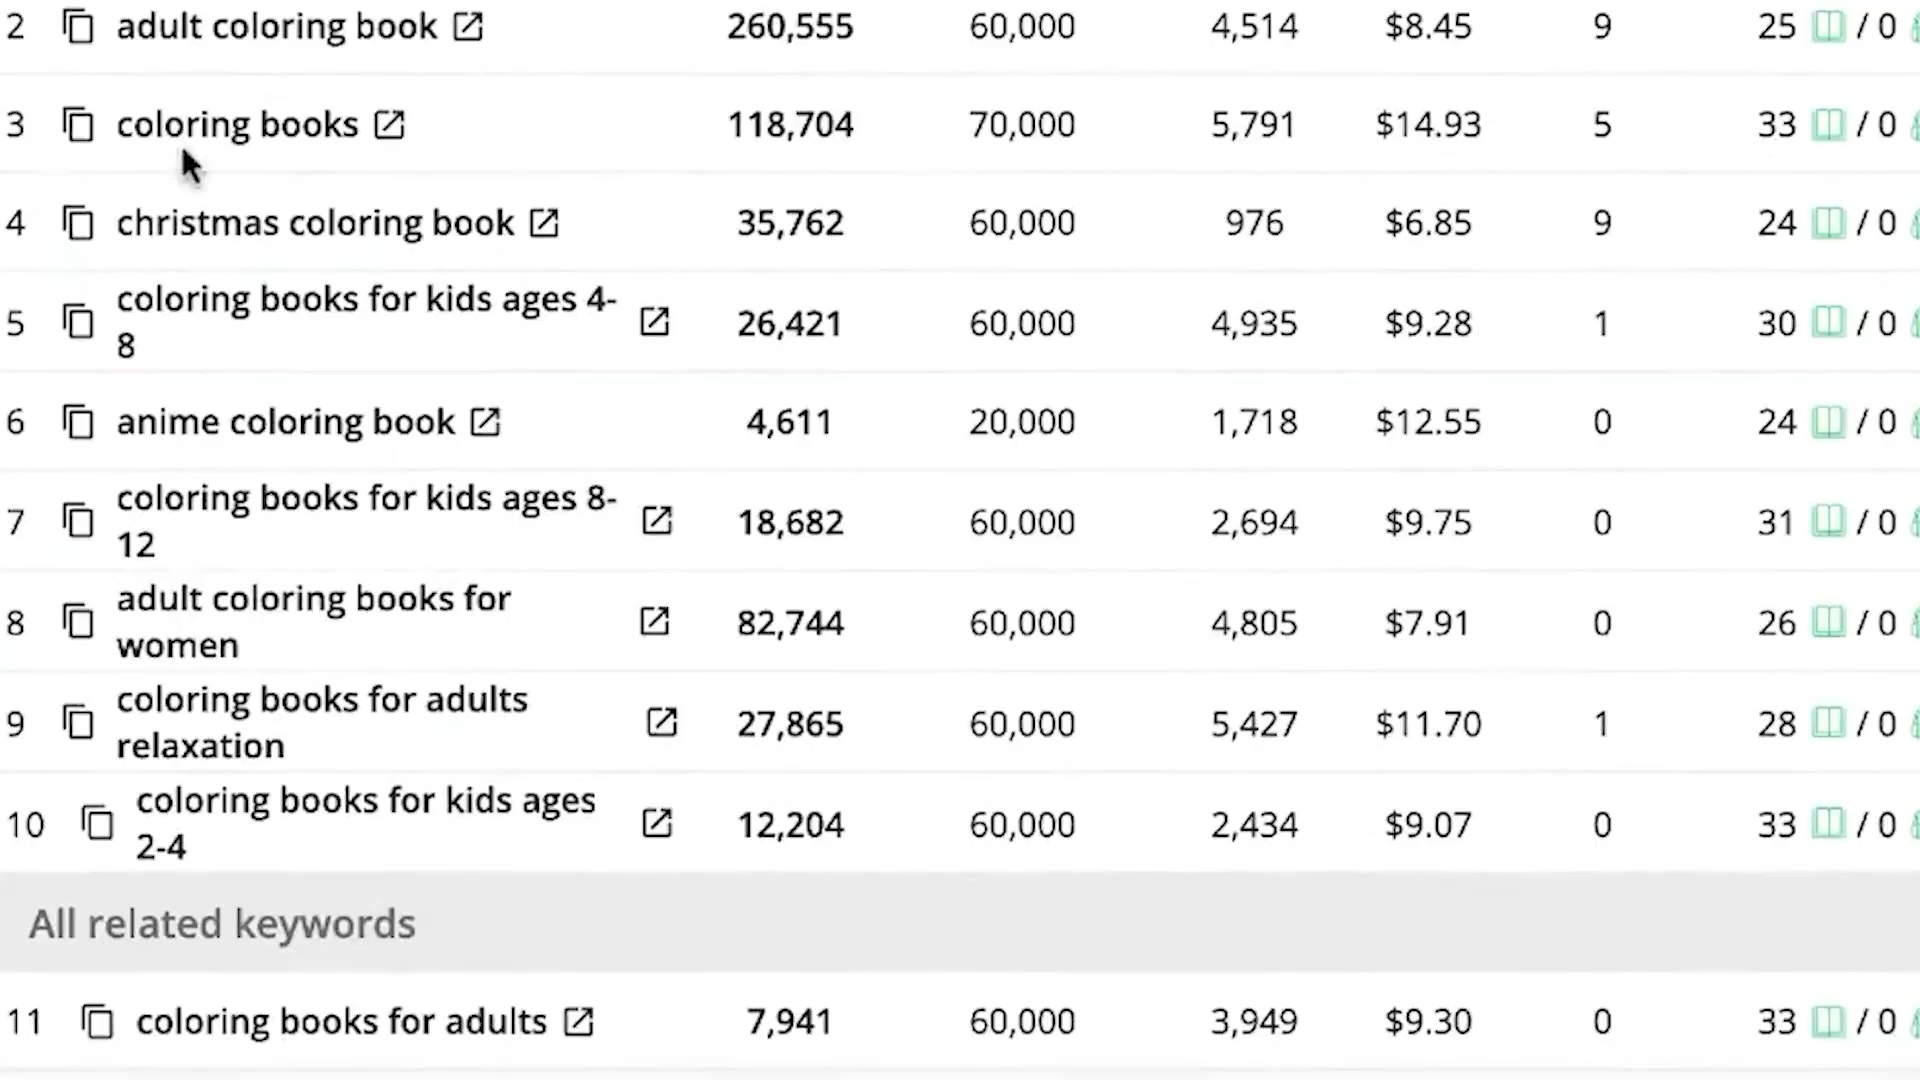 2 adult coloring book 260,555 60,000 4,514 $8.45 9 25 / 0
3 coloring books 118,704 70,000 5,791 $14.93 5 33 / 0
4 christmas coloring book 35,762 60,000 976 $6.85 9 24 / 0
coloring books for kids ages 4-
5 26,421 60,000 4,935 $9.28 1 30 / 0
8
6 anime coloring book 4,611 20,000 1,718 $12.55 0 24 / 0
coloring books for kids ages 8-
7 18,682 60,000 2,694 $9.75 0 31 / 0
12
adult coloring books for
8 82,744 60,000 4,805 $7.91 0 26 / 0
women
coloring books for adults
9 27,865 60,000 5,427 $11.70 1 28 / 0
relaxation
coloring books for kids ages
10 12,204 60,000 2,434 $9.07 0 33 / 0
2-4
All related keywords
11 coloring books for adults 7,941 60,000 3,949 $9.30 0 33 / 0